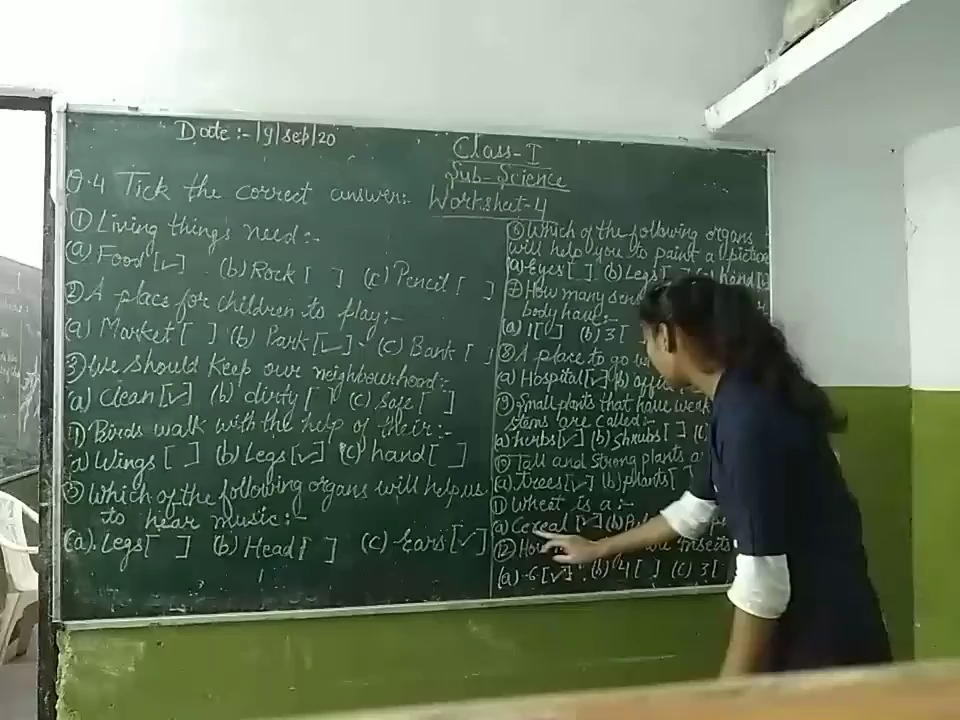 Date :- 19/sep/20
Class-I
Sub-Science
Worksheet-4
Q.4 Tick the correct answer:-
① Living things need:-
(a) Food [✓] (b) Rock [ ] (c) Pencil [ ]
② A place for children to play:-
(a) Market [ ] (b) Park [✓] (c) Bank [ ]
③ We should keep our neighbourhood:-
(a) Clean [✓] (b) dirty [ ] (c) Safe [ ]
④ Birds walk with the help of their:-
(a) Wings [ ] (b) Legs [✓] (c) hand [ ]
⑤ Which of the following organs will help us
to hear music:-
(a). Legs [ ] (b) Head [ ] (c) Ears [✓]
⑥ Which of the following organs
will help you to paint a picture
(a) Eyes [ ] (b) Legs [ ] (c) hand [✓]
⑦ How many
body have:-
(a) 1 [ ] (b) 3 [
⑧ A place to go
(a) Hospital [✓] (b)
⑨ Small plants that have weak
stems are called:-
(a) herbs [✓] (b) shrubs [ ] (
⑩ Tall and Strong plants
(a) trees [✓] (b) plants [ ]
⑪ Wheat is a:-
(a) Cereal [✓] (b)
⑫ insects
(a) 6 [✓] (b) 4 [ ] (c) 3 [